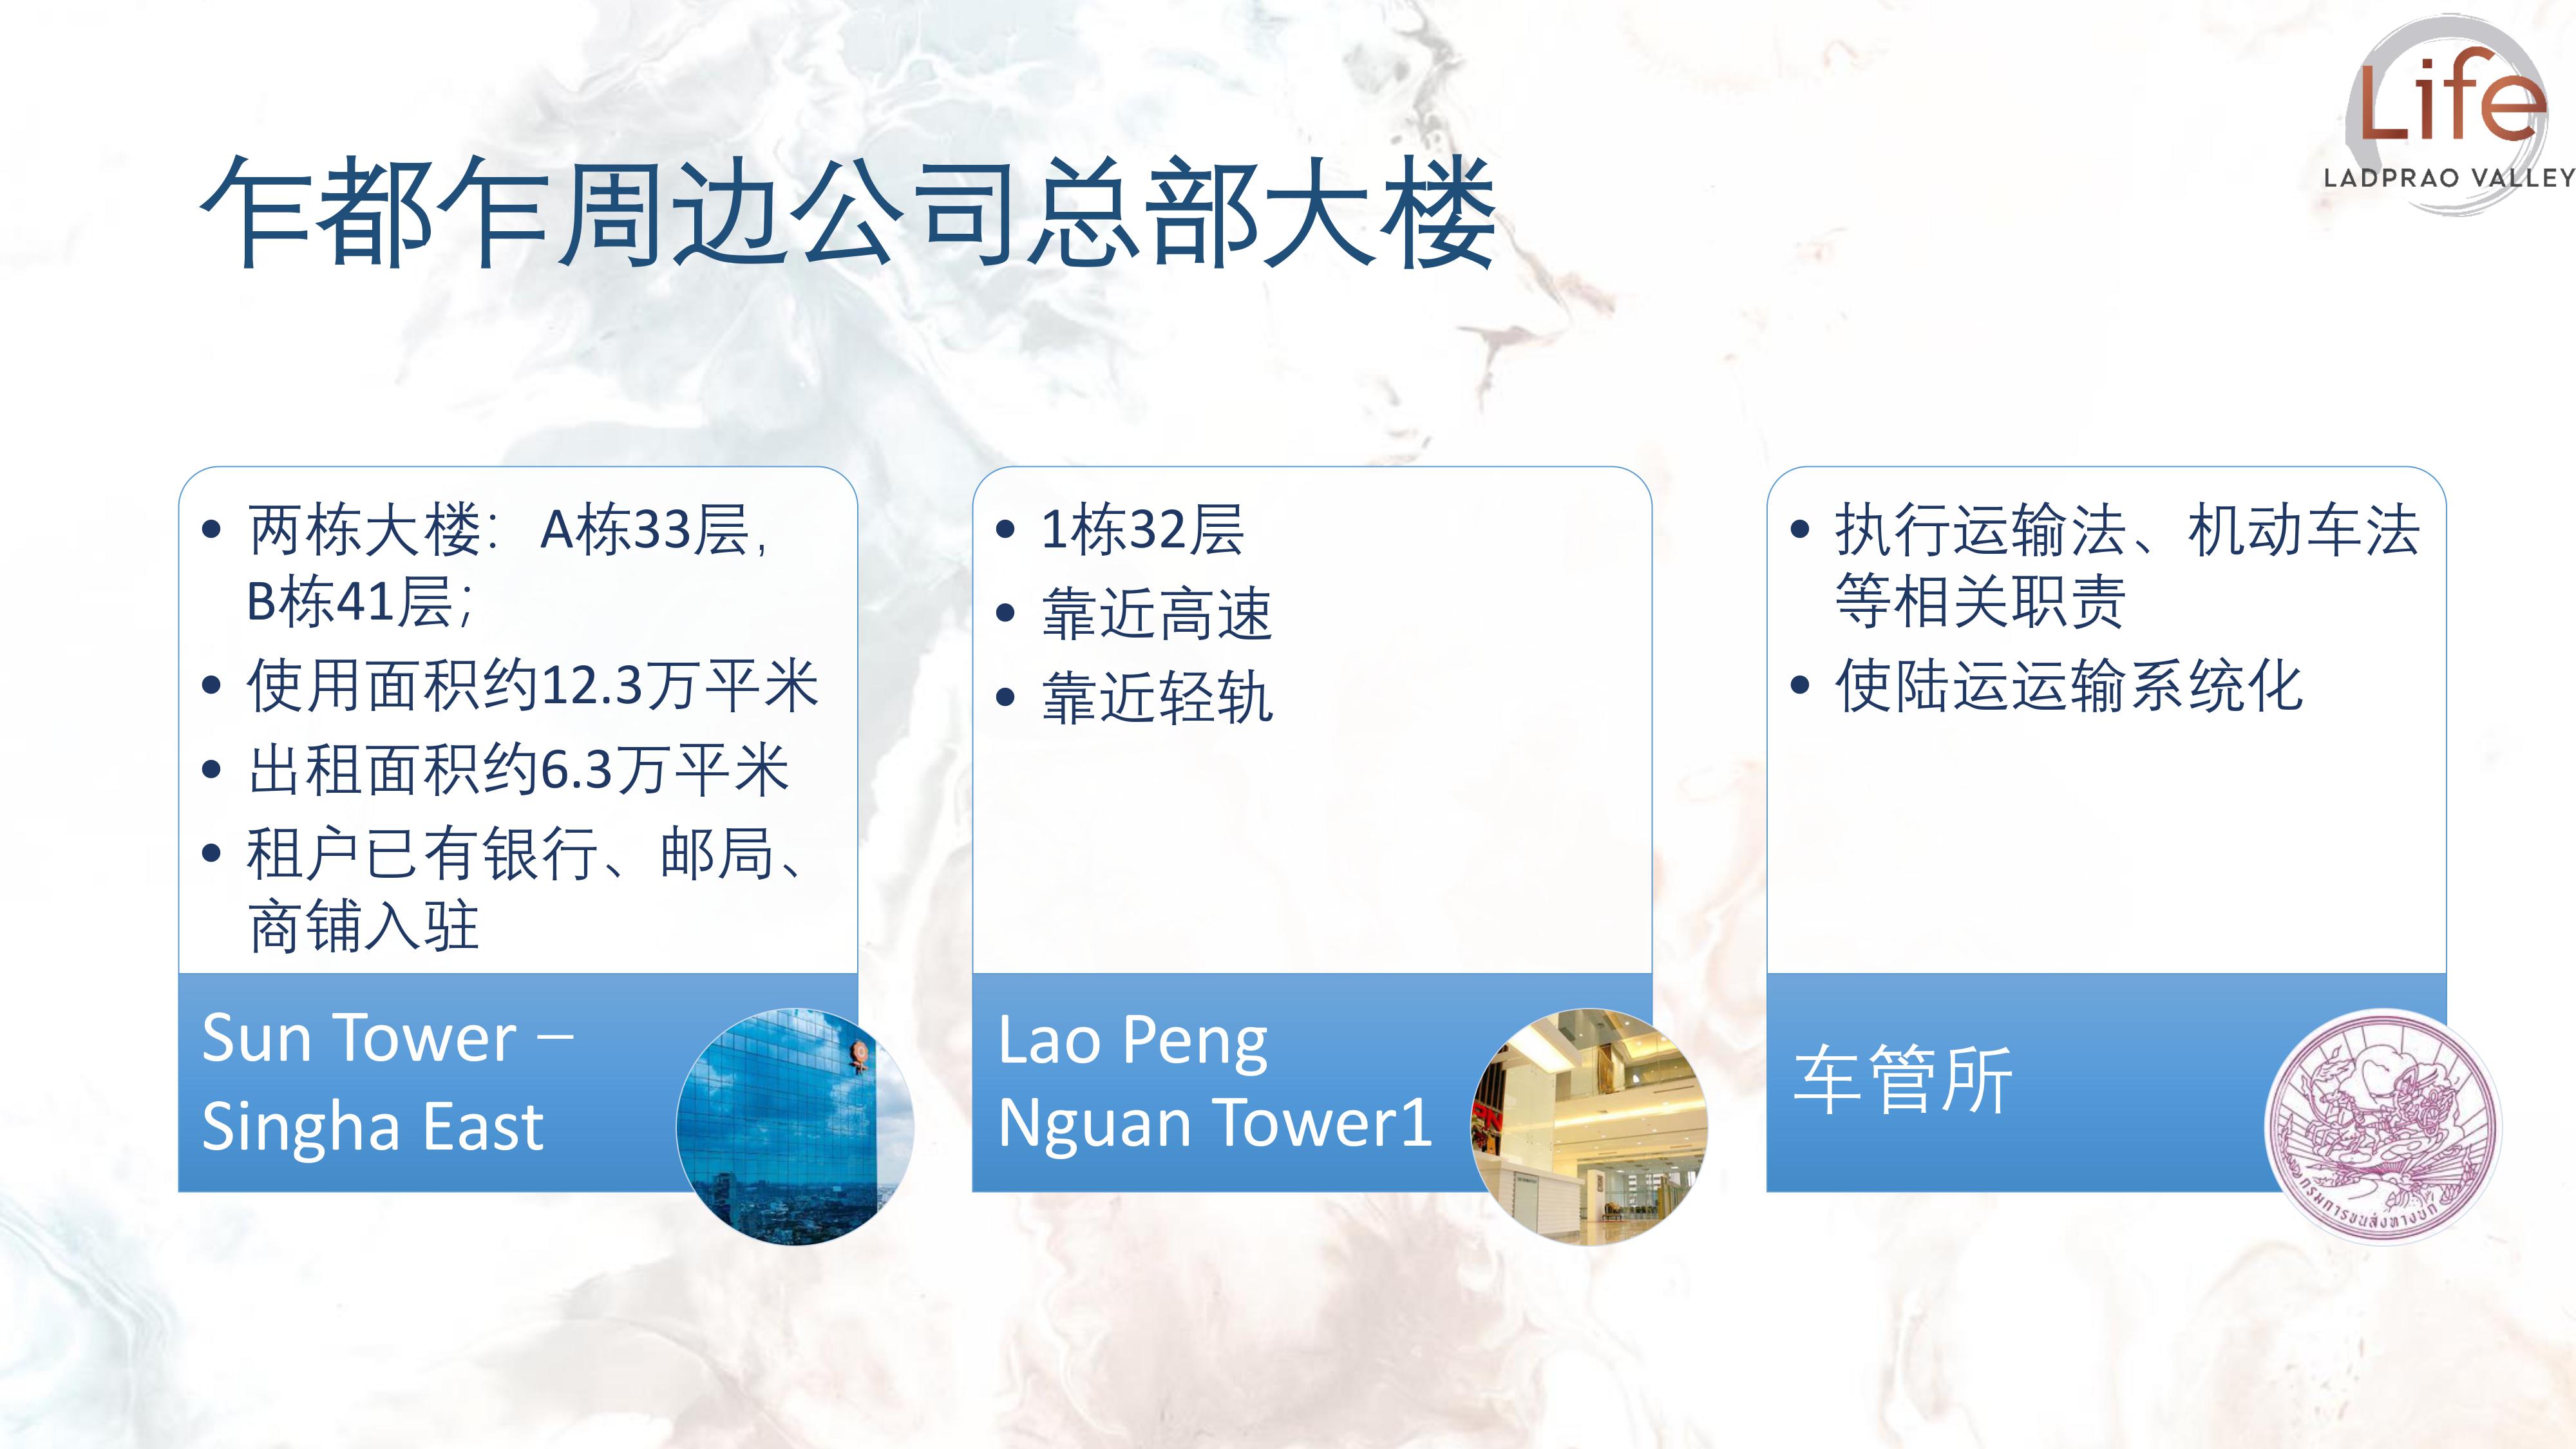 Life
LADPRAO VALLEY
乍都乍周边公司总部大楼
• 两栋大楼：A栋33层，
B栋41层；
• 使用面积约12.3万平米
• 出租面积约6.3万平米
• 租户已有银行、邮局、
商铺入驻
Sun Tower –
Singha East
• 1栋32层
• 靠近高速
• 靠近轻轨
Lao Peng
Nguan Tower1
• 执行运输法、机动车法
等相关职责
• 使陆运运输系统化
车管所
กรมการขนส่งทางบก